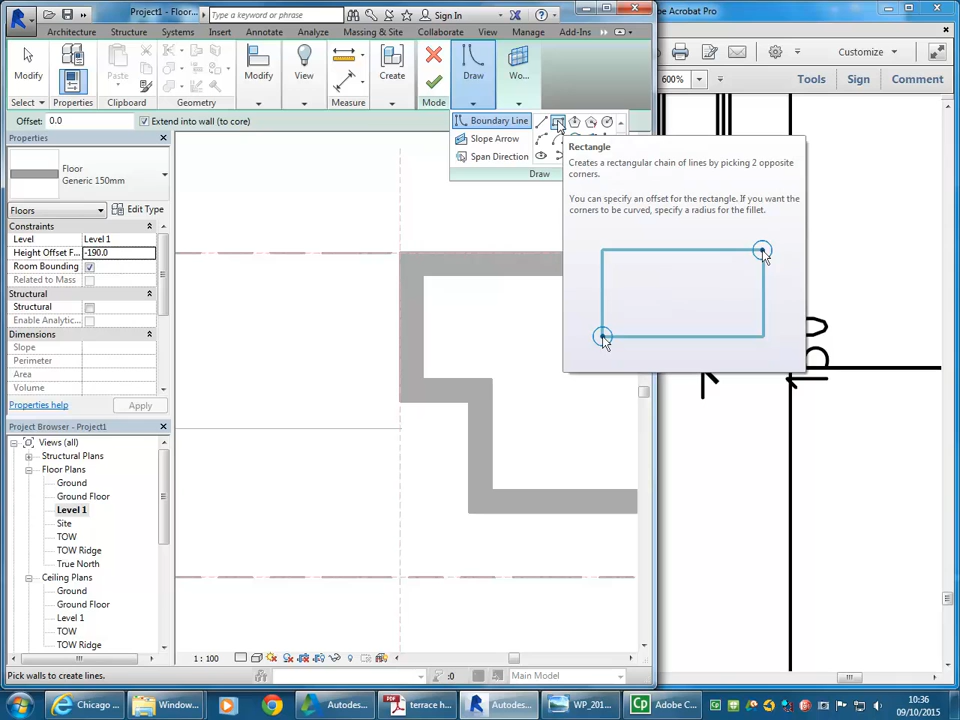 Project1 - Floor...
Type a keyword or phrase
Sign In
e Acrobat Pro
Architecture Structure Systems Insert Annotate Analyze Massing & Site Collaborate View Manage Add-Ins
Modify
Properties
Paste
Modify
View
Create
Draw
Wo...
Select
Properties
Clipboard
Geometry
Measure
Mode
600%
Customize
Tools
Sign
Comment
Offset: 0.0
Extend into wall (to core)
Boundary Line
Slope Arrow
Span Direction
Draw
Rectangle
Creates a rectangular chain of lines by picking 2 opposite
corners.
You can specify an offset for the rectangle. If you want the
corners to be curved, specify a radius for the fillet.
Properties
Floor
Generic 150mm
Floors
Edit Type
Constraints
Level Level 1
Height Offset F... -190.0
Room Bounding
Related to Mass
Structural
Structural
Enable Analytic...
Dimensions
Slope
Perimeter
Area
Volume
Properties help
Apply
Project Browser - Project1
Views (all)
Structural Plans
Floor Plans
Ground
Ground Floor
Level 1
Site
TOW
TOW Ridge
True North
Ceiling Plans
Ground
Ground Floor
Level 1
TOW
TOW Ridge
1 : 100
Pick walls to create lines.
:0
Main Model
Chicago ...
Window...
Autodes...
terrace h...
Autodes...
WP_201...
Adobe C...
10:36
09/10/2015